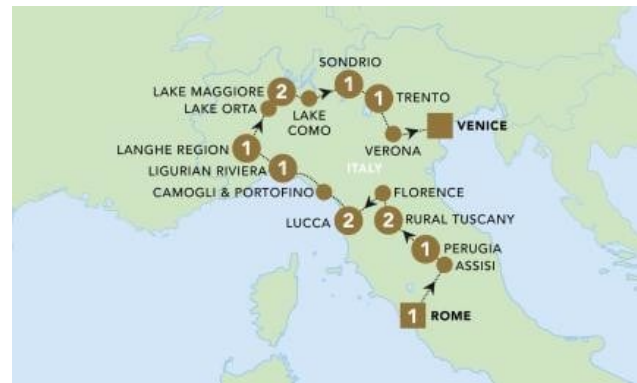 SONDRIO
1
LAKE MAGGIORE
2
LAKE ORTA
LAKE
COMO
1
TRENTO
VENICE
VERONA
LANGHE REGION
1
LIGURIAN RIVIERA
1
ITALY
CAMOGLI & PORTOFINO
FLORENCE
LUCCA
2
2
RURAL TUSCANY
1
PERUGIA
ASSISI
1
ROME